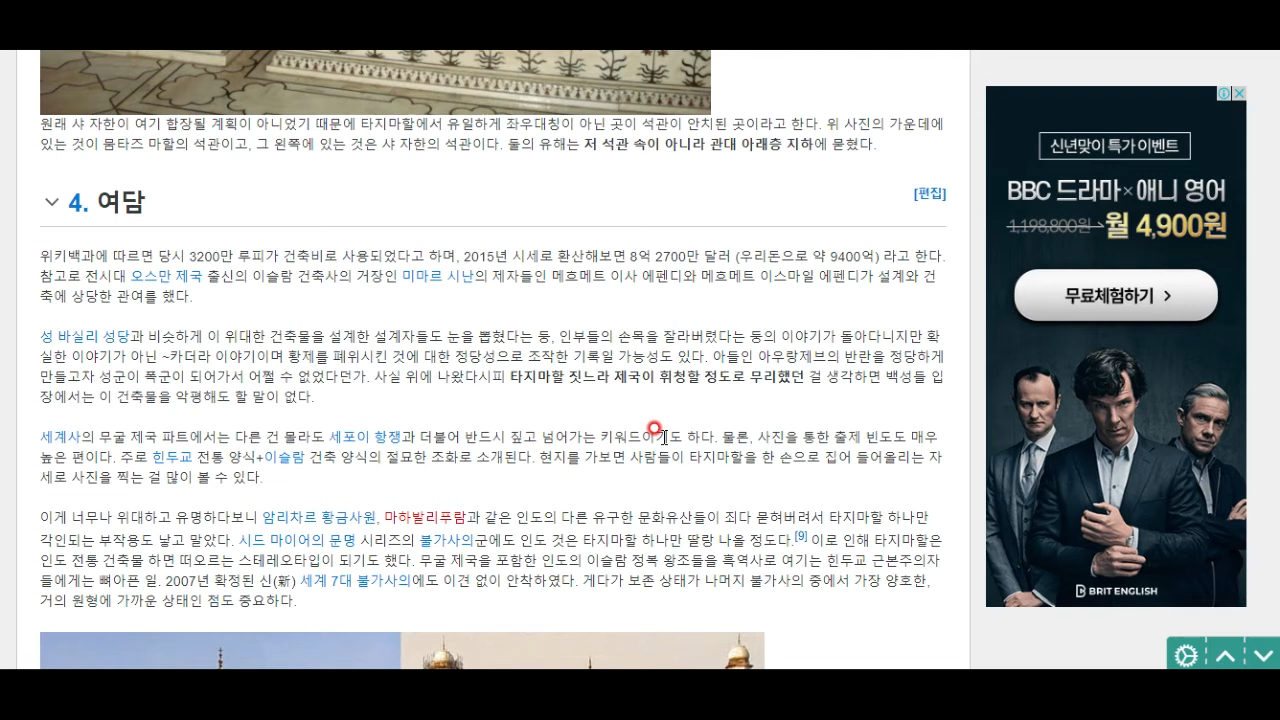 원래 샤 자한이 여기 합장될 계획이 아니었기 때문에 타지마할에서 유일하게 좌우대칭이 아닌 곳이 석관이 안치된 곳이라고 한다. 위 사진의 가운데에
있는 것이 뭄타즈 마할의 석관이고, 그 왼쪽에 있는 것은 샤 자한의 석관이다. 둘의 유해는 저 석관 속이 아니라 관대 아래층 지하에 묻혔다.
4. 여담
[편집]
위키백과에 따르면 당시 3200만 루피가 건축비로 사용되었다고 하며, 2015년 시세로 환산해보면 8억 2700만 달러 (우리돈으로 약 9400억) 라고 한다.
참고로 전시대 오스만 제국 출신의 이슬람 건축사의 거장인 미마르 시난의 제자들인 메흐메트 이사 에펜디와 메흐메트 이스마일 에펜디가 설계와 건
축에 상당한 관여를 했다.
성 바실리 성당과 비슷하게 이 위대한 건축물을 설계한 설계자들도 눈을 뽑혔다는 둥, 인부들의 손목을 잘라버렸다는 둥의 이야기가 돌아다니지만 확
실한 이야기가 아닌 ~카더라 이야기이며 황제를 폐위시킨 것에 대한 정당성으로 조작한 기록일 가능성도 있다. 아들인 아우랑제브의 반란을 정당하게
만들고자 성군이 폭군이 되어가서 어쩔 수 없었다던가. 사실 위에 나왔다시피 타지마할 짓느라 제국이 휘청할 정도로 무리했던 걸 생각하면 백성들 입
장에서는 이 건축물을 악평해도 할 말이 없다.
세계사의 무굴 제국 파트에서는 다른 건 몰라도 세포이 항쟁과 더불어 반드시 짚고 넘어가는 키워드이기도 하다. 물론, 사진을 통한 출제 빈도도 매우
높은 편이다. 주로 힌두교 전통 양식+이슬람 건축 양식의 절묘한 조화로 소개된다. 현지를 가보면 사람들이 타지마할을 한 손으로 집어 들어올리는 자
세로 사진을 찍는 걸 많이 볼 수 있다.
이게 너무나 위대하고 유명하다보니 암리차르 황금사원, 마하발리푸람과 같은 인도의 다른 유구한 문화유산들이 죄다 묻혀버려서 타지마할 하나만
각인되는 부작용도 낳고 말았다. 시드 마이어의 문명 시리즈의 불가사의군에도 인도 것은 타지마할 하나만 딸랑 나올 정도다.[9] 이로 인해 타지마할은
인도 전통 건축물 하면 떠오르는 스테레오타입이 되기도 했다. 무굴 제국을 포함한 인도의 이슬람 정복 왕조들을 흑역사로 여기는 힌두교 근본주의자
들에게는 뼈아픈 일. 2007년 확정된 신(新) 세계 7대 불가사의에도 이견 없이 안착하였다. 게다가 보존 상태가 나머지 불가사의 중에서 가장 양호한,
거의 원형에 가까운 상태인 점도 중요하다.
신년맞이 특가 이벤트
BBC 드라마×애니 영어
1,198,800원→월 4,900원
무료체험하기 >
BRIT ENGLISH